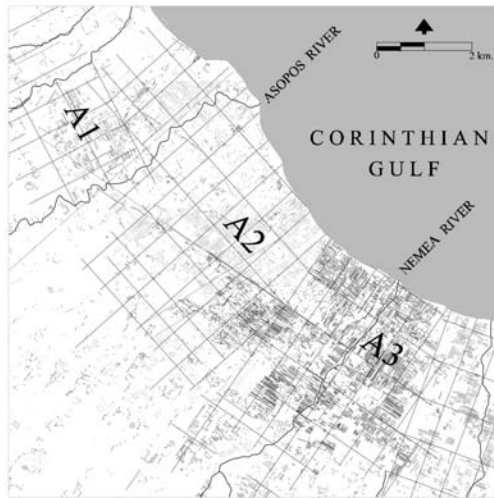 ASOPOS RIVER
0 2 km.
CORINTHIAN
GULF
A1
A2
NEMEA RIVER
A3